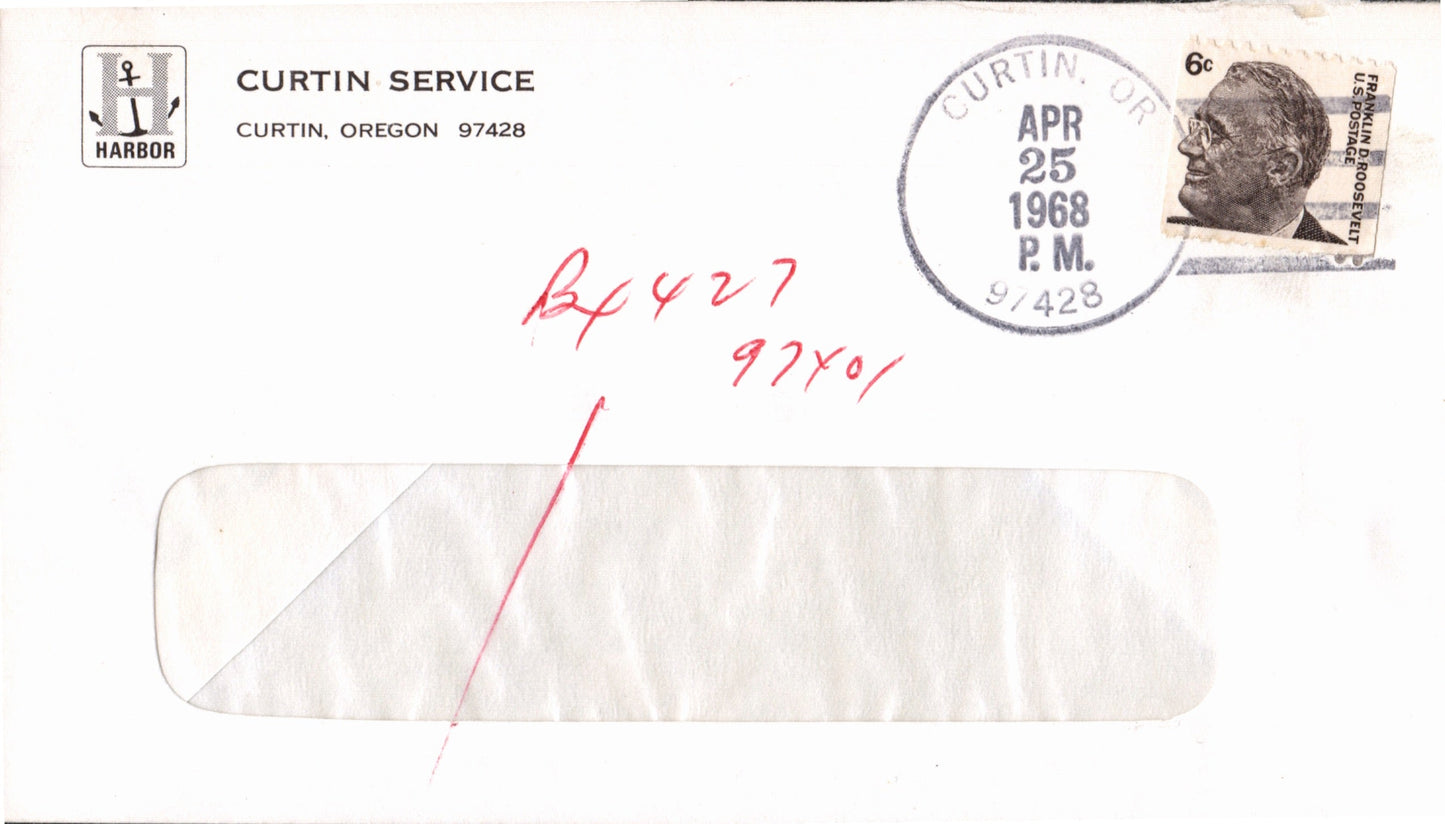 H
HARBOR
CURTIN SERVICE
CURTIN, OREGON 97428
CURTIN, OR
APR
25
1968
P. M.
97428
6c
FRANKLIN D. ROOSEVELT
U.S. POSTAGE
Bx 427
97401